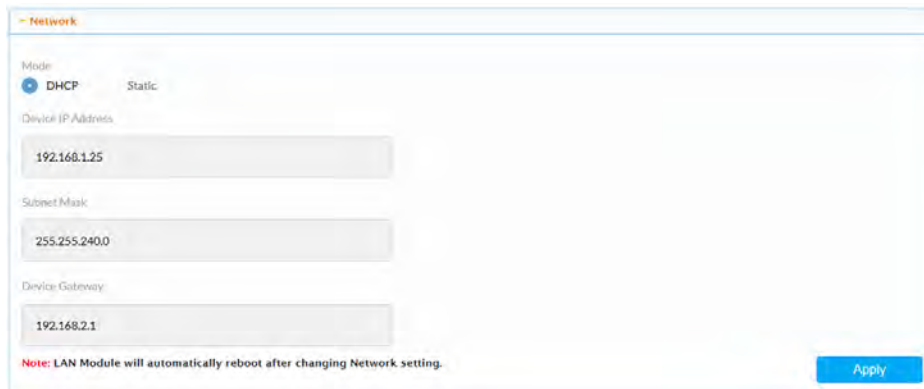 - Network
Mode
DHCP Static
Device IP Address
192.168.1.25
Subnet Mask
255.255.240.0
Device Gateway
192.168.2.1
Note: LAN Module will automatically reboot after changing Network setting.
Apply